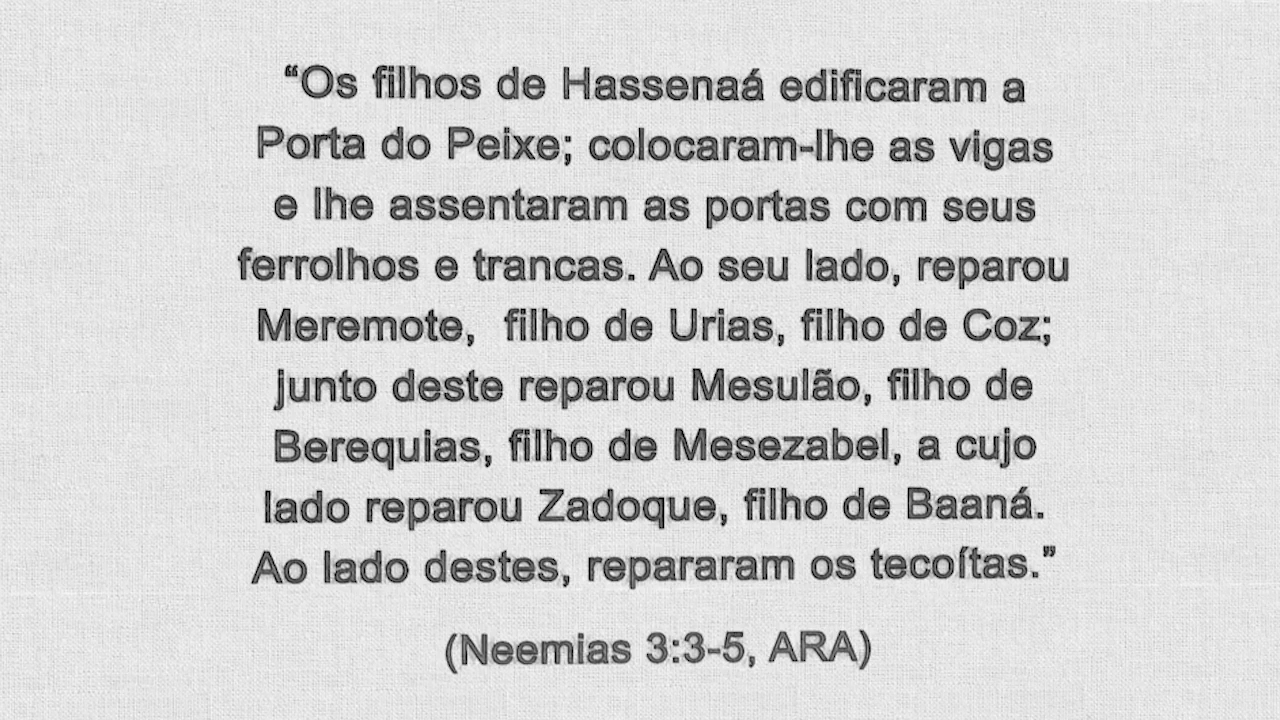 “Os filhos de Hassenaá edificaram a
Porta do Peixe; colocaram-lhe as vigas
e lhe assentaram as portas com seus
ferrolhos e trancas. Ao seu lado, reparou
Meremote,  filho de Urias, filho de Coz;
junto deste reparou Mesulão, filho de
Berequias, filho de Mesezabel, a cujo
lado reparou Zadoque, filho de Baaná.
Ao lado destes, repararam os tecoítas.”
(Neemias 3:3-5, ARA)